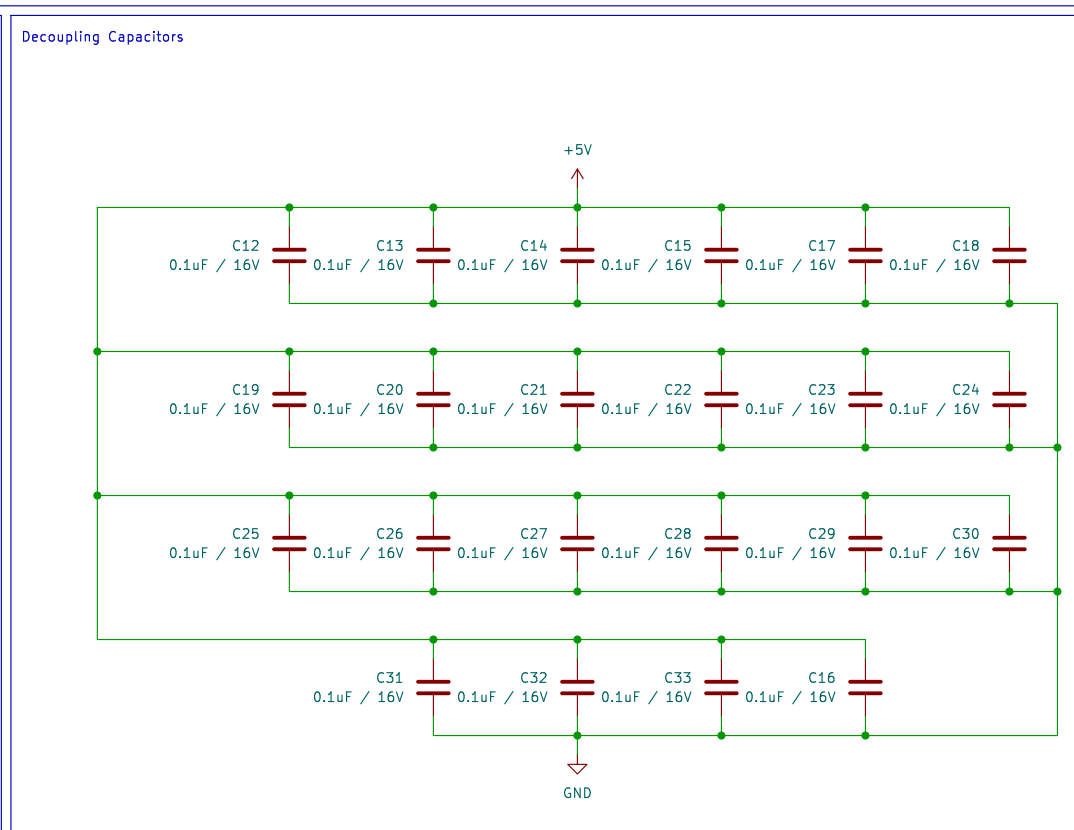 Decoupling Capacitors
+5V
C12 C13 C14 C15 C17 C18
0.1uF / 16V 0.1uF / 16V 0.1uF / 16V 0.1uF / 16V 0.1uF / 16V 0.1uF / 16V
C19 C20 C21 C22 C23 C24
0.1uF / 16V 0.1uF / 16V 0.1uF / 16V 0.1uF / 16V 0.1uF / 16V 0.1uF / 16V
C25 C26 C27 C28 C29 C30
0.1uF / 16V 0.1uF / 16V 0.1uF / 16V 0.1uF / 16V 0.1uF / 16V 0.1uF / 16V
C31 C32 C33 C16
0.1uF / 16V 0.1uF / 16V 0.1uF / 16V 0.1uF / 16V
GND